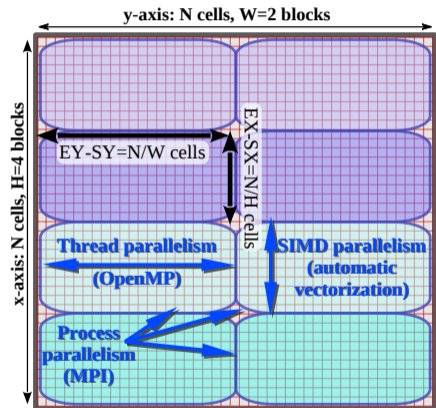 y-axis: N cells, W=2 blocks
x-axis: N cells, H=4 blocks
EY-SY=N/W cells
EX-SX=N/H cells
Thread parallelism
(OpenMP)
SIMD parallelism
(automatic
vectorization)
Process
parallelism
(MPI)